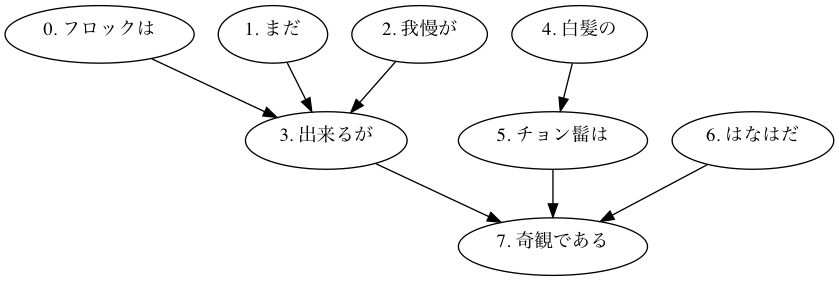 0. フロックは
1. まだ
2. 我慢が
4. 白髪の
3. 出来るが
5. チョン髷は
6. はなはだ
7. 奇観である